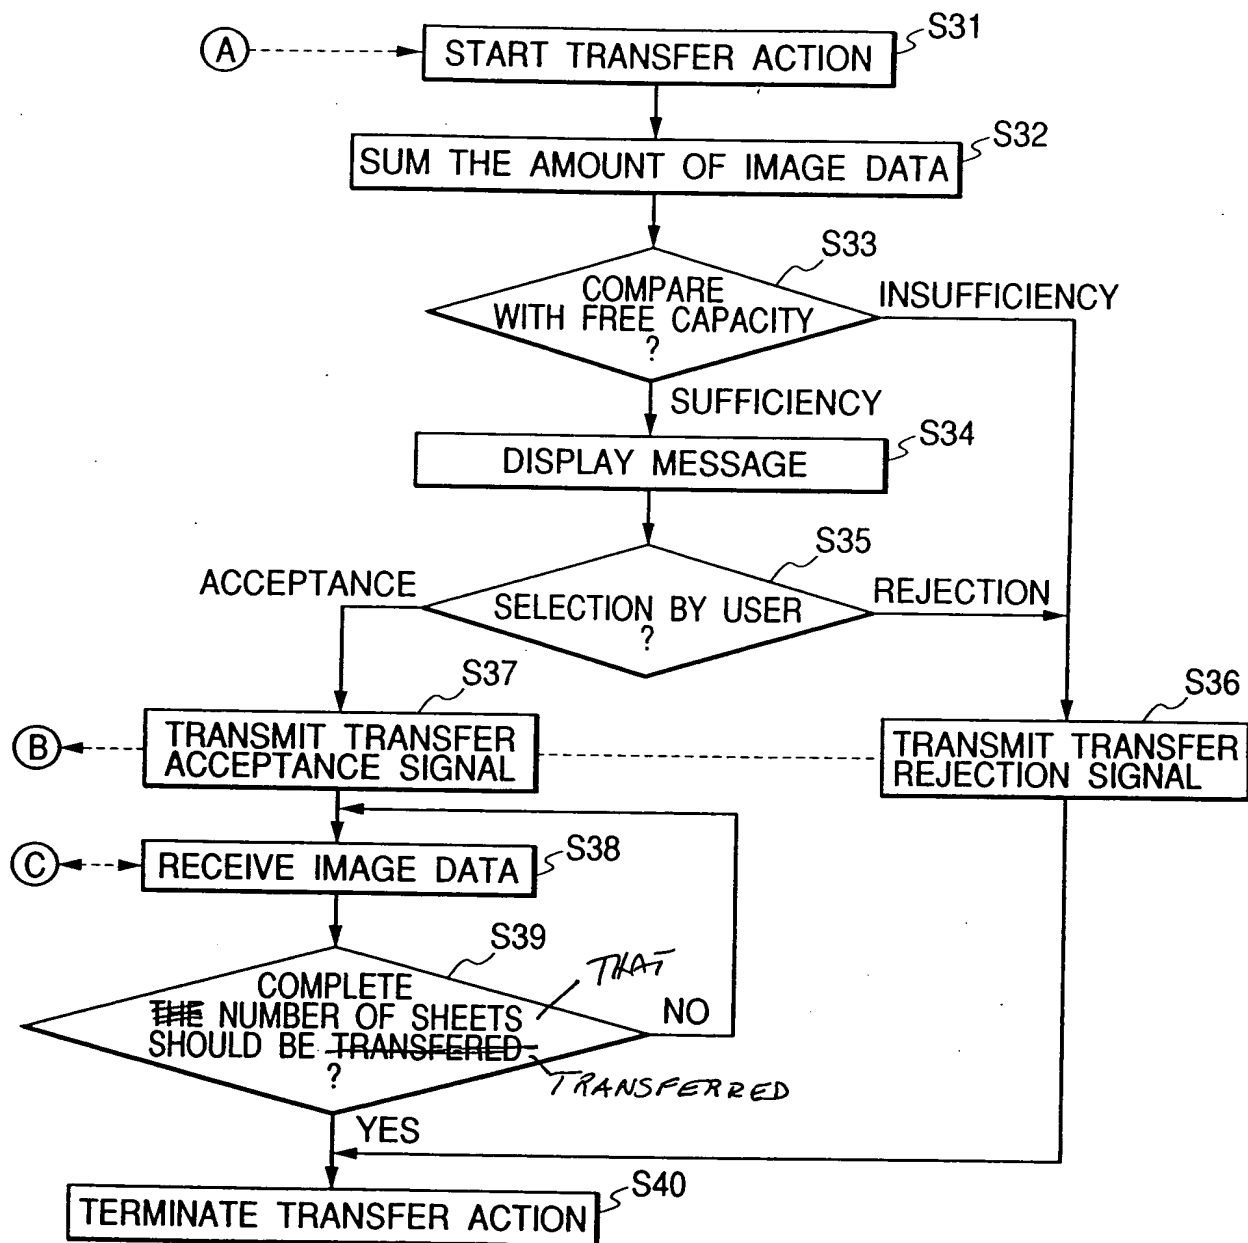 A
START TRANSFER ACTION
S31
SUM THE AMOUNT OF IMAGE DATA
S32
COMPARE
WITH FREE CAPACITY
?
S33
INSUFFICIENCY
SUFFICIENCY
DISPLAY MESSAGE
S34
SELECTION BY USER
?
S35
ACCEPTANCE
REJECTION
B
TRANSMIT TRANSFER
ACCEPTANCE SIGNAL
S37
TRANSMIT TRANSFER
REJECTION SIGNAL
S36
C
RECEIVE IMAGE DATA
S38
COMPLETE
THE NUMBER OF SHEETS
THAT
SHOULD BE TRANSFERED
TRANSFERRED
?
S39
NO
YES
TERMINATE TRANSFER ACTION
S40